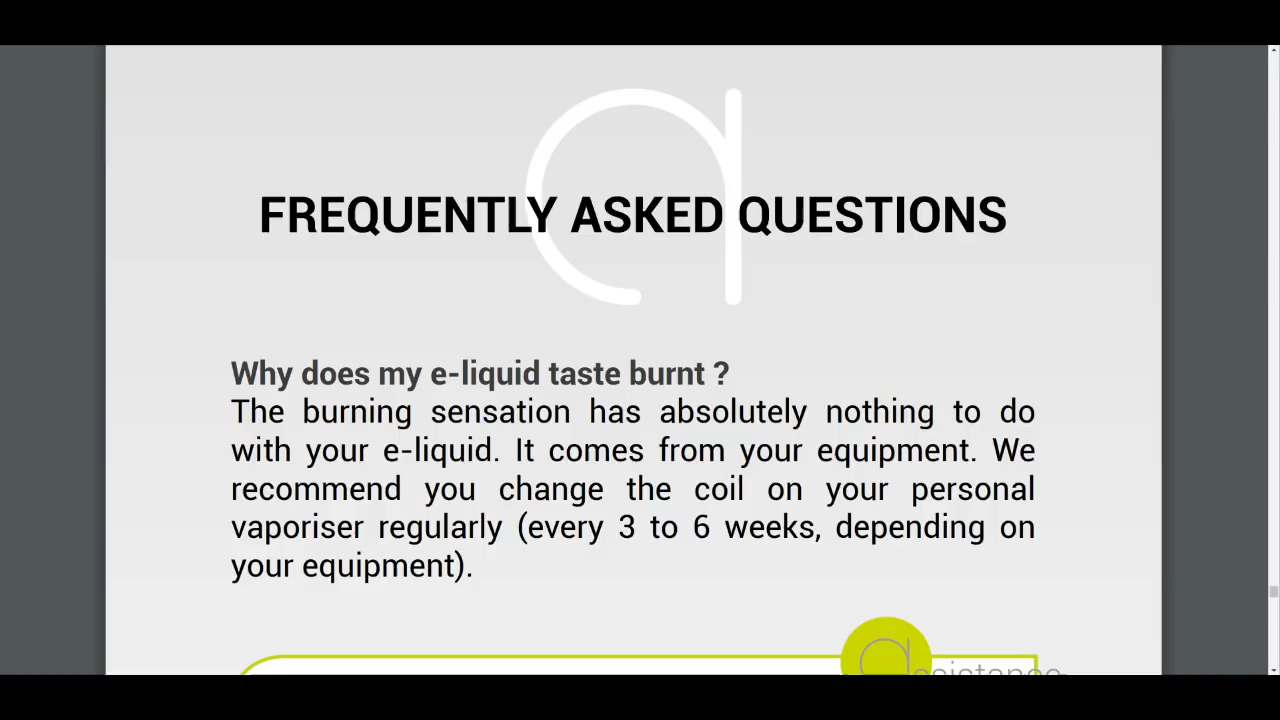 FREQUENTLY ASKED QUESTIONS
Why does my e-liquid taste burnt ?
The burning sensation has absolutely nothing to do
with your e-liquid. It comes from your equipment. We
recommend you change the coil on your personal
vaporiser regularly (every 3 to 6 weeks, depending on
your equipment).